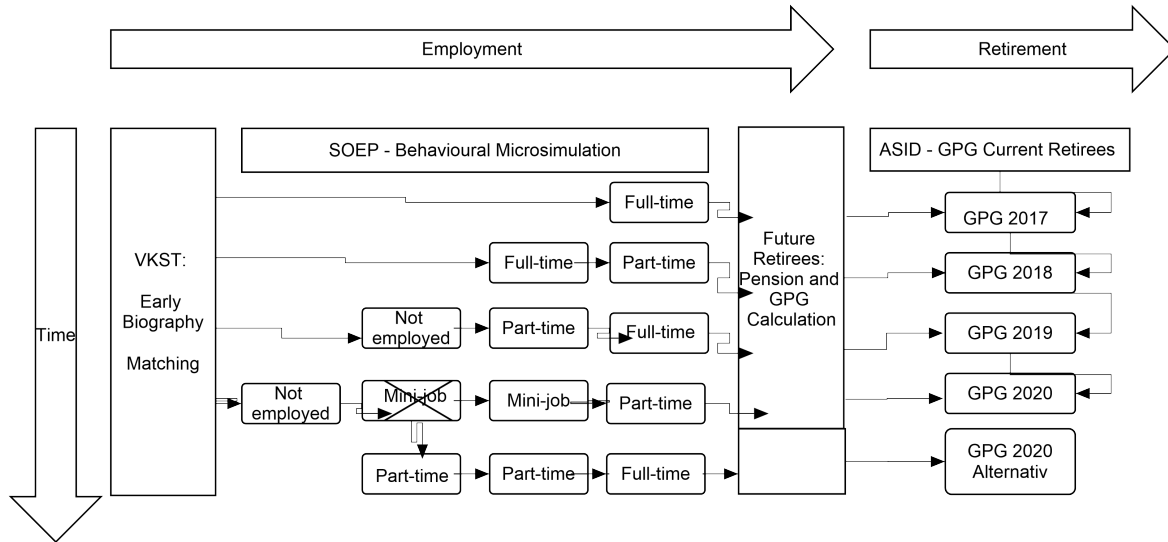 Employment
Retirement
SOEP - Behavioural Microsimulation
ASID - GPG Current Retirees
Time
VKST:
Early
Biography
Matching
Full-time
Full-time
Part-time
Not
employed
Part-time
Full-time
Not
employed
Mini-job
Mini-job
Part-time
Part-time
Part-time
Full-time
Future
Retirees:
Pension and
GPG
Calculation
GPG 2017
GPG 2018
GPG 2019
GPG 2020
GPG 2020
Alternativ